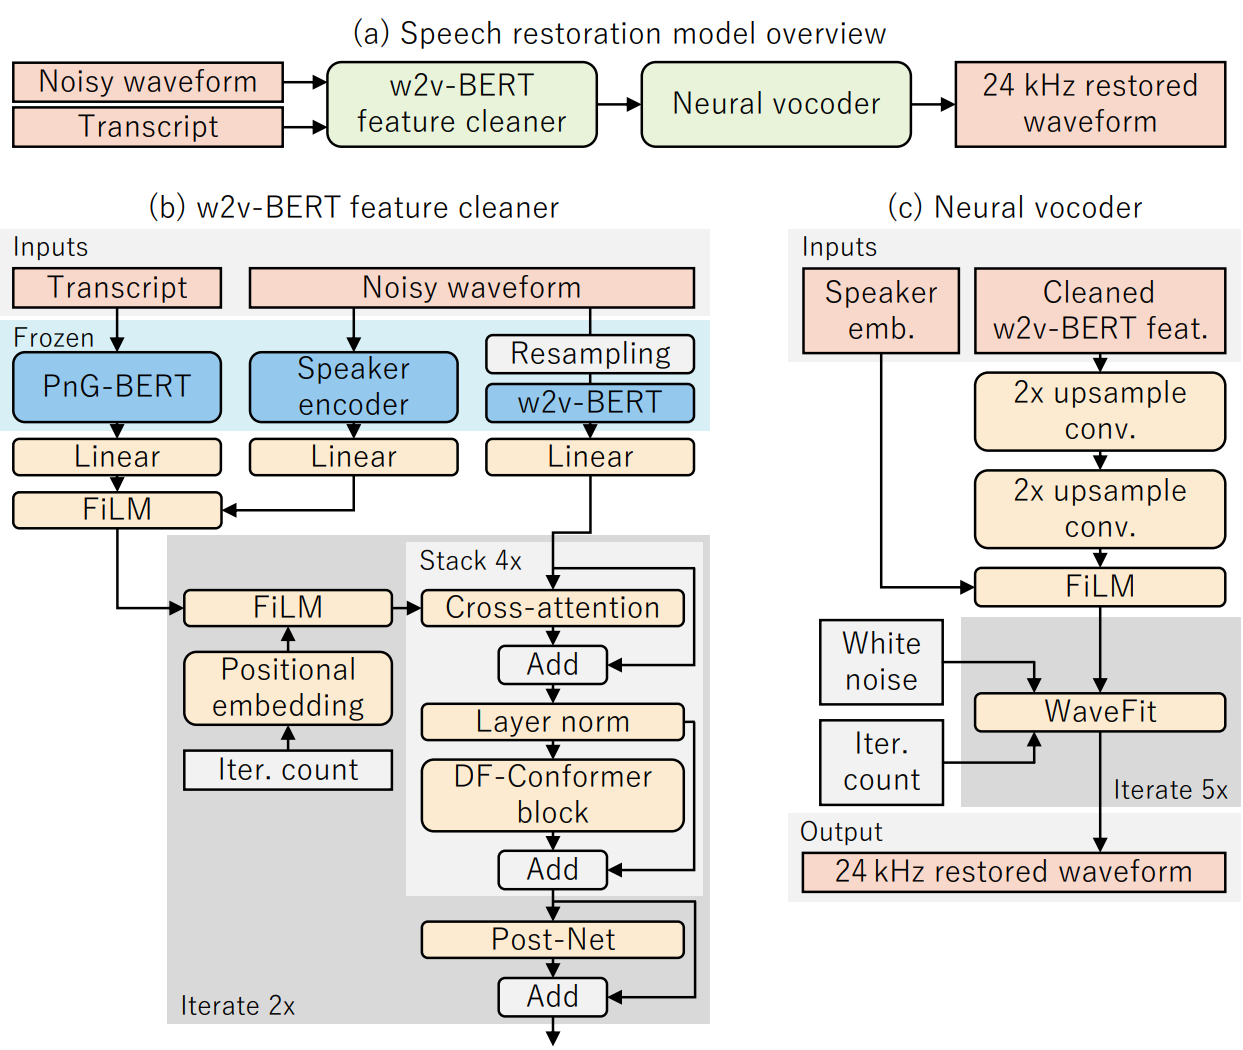 (a) Speech restoration model overview
Noisy waveform
Transcript
w2v-BERT
feature cleaner
Neural vocoder
24 kHz restored
waveform
(b) w2v-BERT feature cleaner
Inputs
Transcript
Noisy waveform
Frozen
PnG-BERT
Speaker
encoder
Resampling
w2v-BERT
Linear
Linear
Linear
FiLM
Stack 4x
FiLM
Cross-attention
Positional
embedding
Iter. count
Add
Layer norm
DF-Conformer
block
Add
Post-Net
Add
Iterate 2x
(c) Neural vocoder
Inputs
Speaker
emb.
Cleaned
w2v-BERT feat.
2x upsample
conv.
2x upsample
conv.
FiLM
White
noise
WaveFit
Iter.
count
Iterate 5x
Output
24 kHz restored waveform